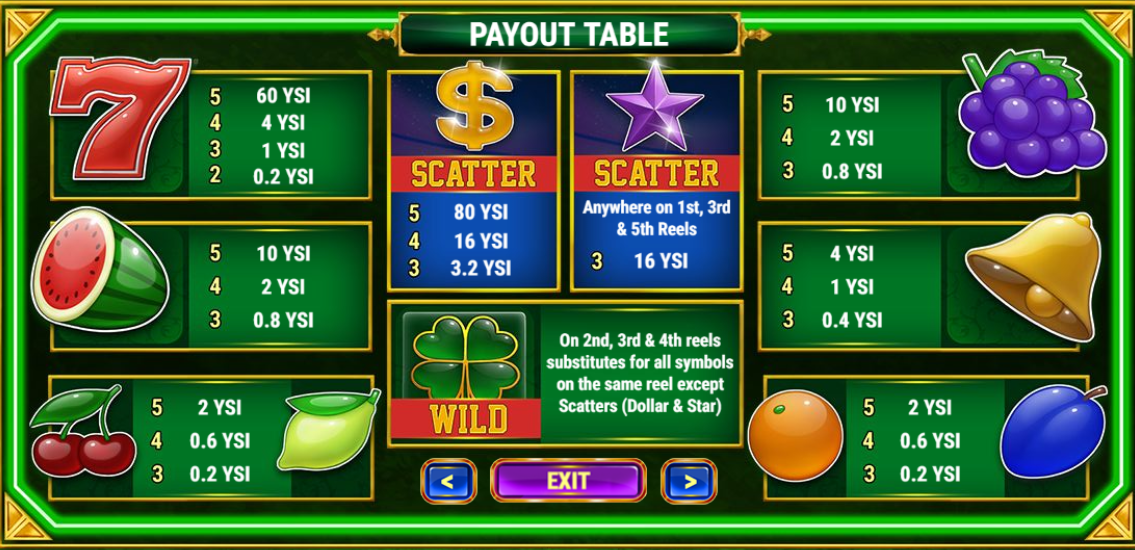 PAYOUT TABLE
5 60 YSI
4 4 YSI
3 1 YSI
2 0.2 YSI
5 10 YSI
4 2 YSI
3 0.8 YSI
5 2 YSI
4 0.6 YSI
3 0.2 YSI
SCATTER
5 80 YSI
4 16 YSI
3 3.2 YSI
SCATTER
Anywhere on 1st, 3rd
& 5th Reels
3 16 YSI
WILD
On 2nd, 3rd & 4th reels
substitutes for all symbols
on the same reel except
Scatters (Dollar & Star)
5 10 YSI
4 2 YSI
3 0.8 YSI
5 4 YSI
4 1 YSI
3 0.4 YSI
5 2 YSI
4 0.6 YSI
3 0.2 YSI
< EXIT >